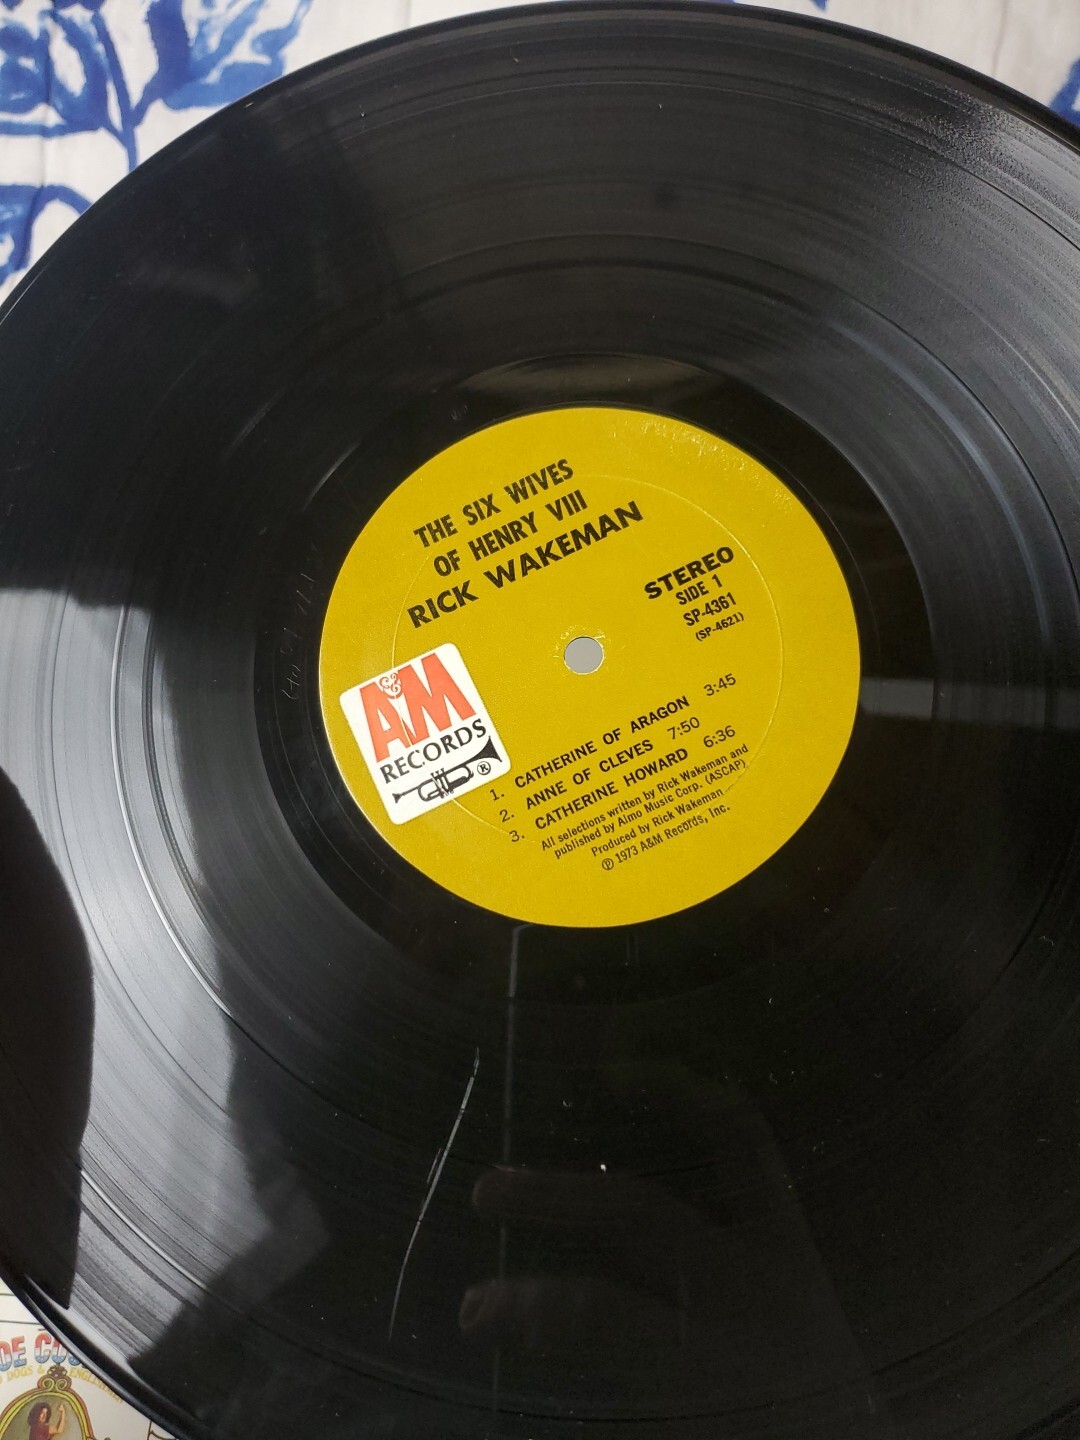 THE SIX WIVES
OF HENRY VIII
RICK WAKEMAN
STEREO
SIDE 1
SP-4361
(SP-4621)
A&M
RECORDS
®
1. CATHERINE OF ARAGON 3:45
2. ANNE OF CLEVES 7:50
3. CATHERINE HOWARD 6:36
All selections written by Rick Wakeman and
published by Almo Music Corp. (ASCAP)
Produced by Rick Wakeman
℗ 1973 A&M Records, Inc.
DOGS &